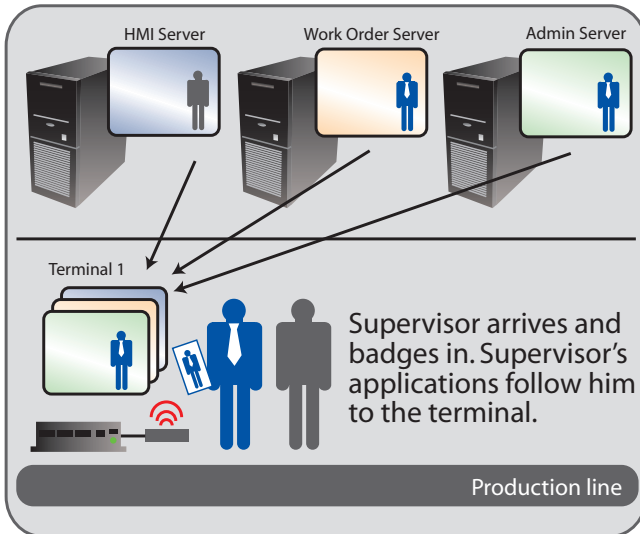 HMI Server
Work Order Server
Admin Server
Terminal 1
Supervisor arrives and
badges in. Supervisor’s
applications follow him
to the terminal.
Production line